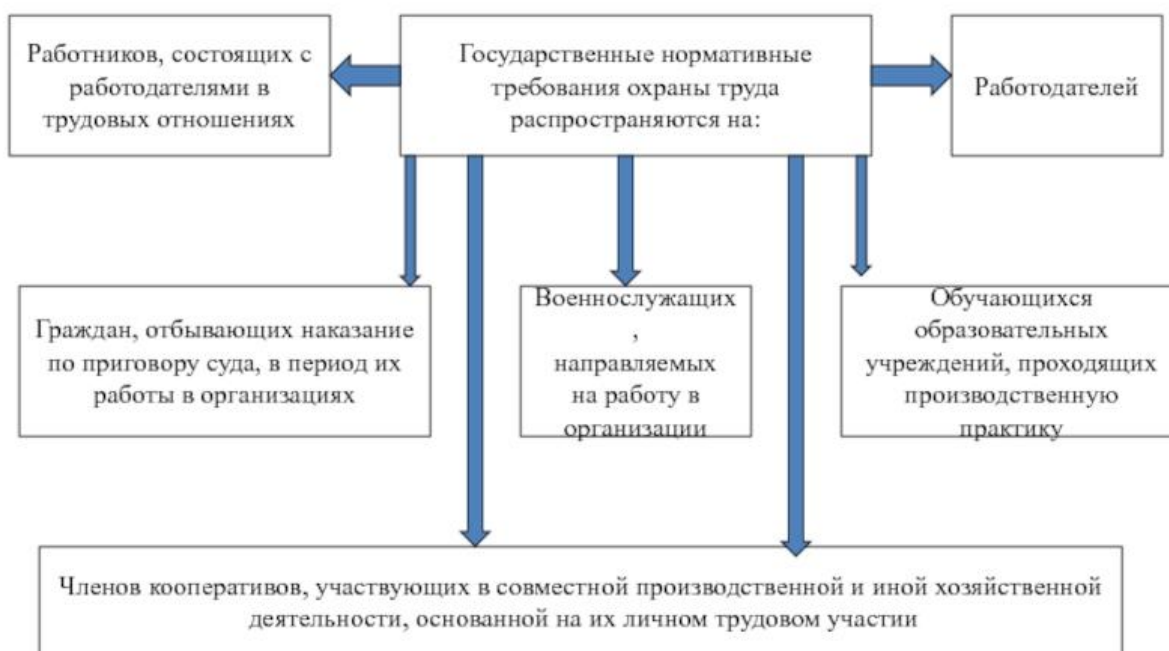 Работников, состоящих с
работодателями в
трудовых отношениях
Государственные нормативные
требования охраны труда
распространяются на:
Работодателей
Граждан, отбывающих наказание
по приговору суда, в период их
работы в организациях
Военнослужащих
,
направляемых
на работу в
организации
Обучающихся
образовательных
учреждений, проходящих
производственную
практику
Членов кооперативов, участвующих в совместной производственной и иной хозяйственной
деятельности, основанной на их личном трудовом участии